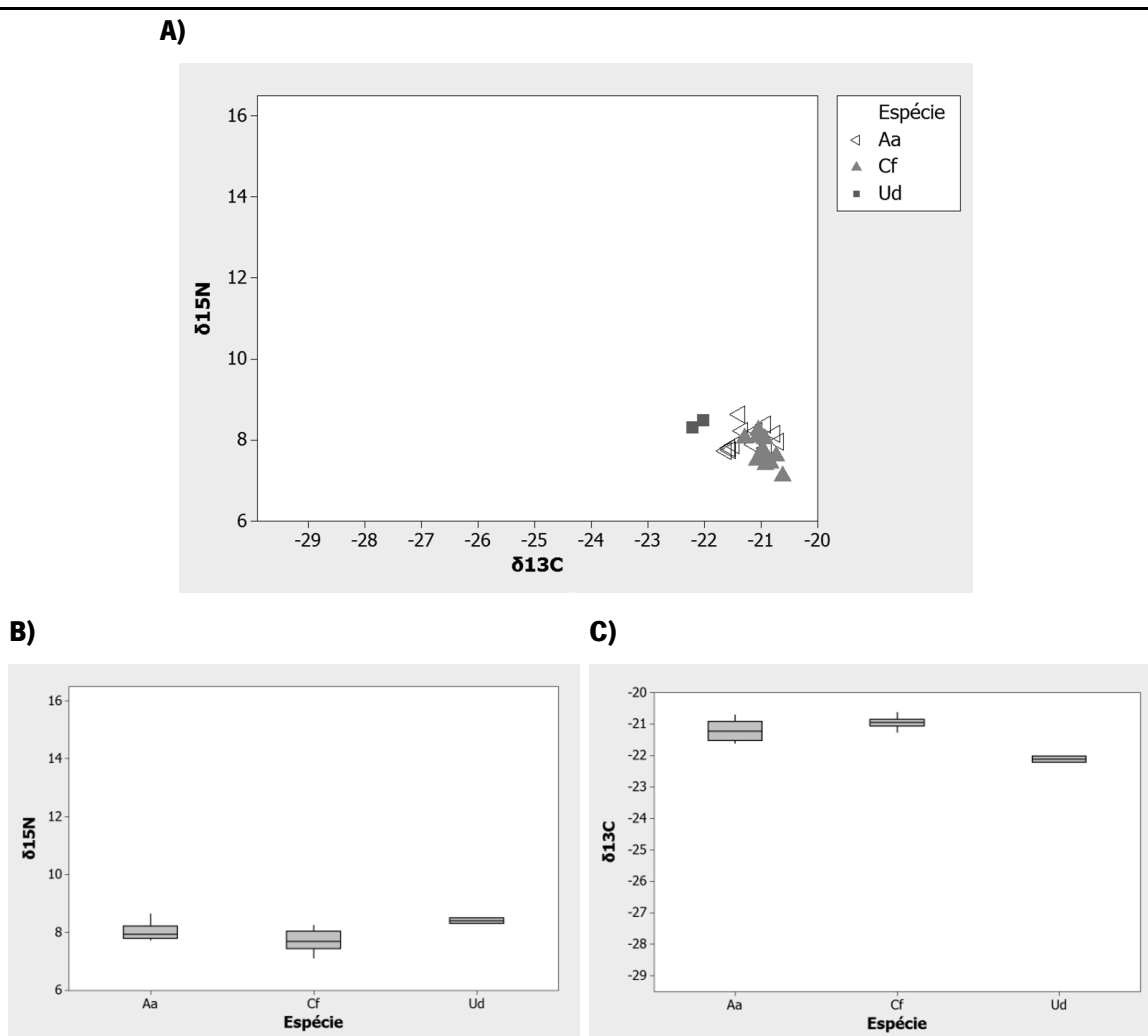 A)
16
14
12
10
8
6
δ15N
-29 -28 -27 -26 -25 -24 -23 -22 -21 -20
δ13C
Espécie
Aa
Cf
Ud
B)
16
14
12
10
8
6
δ15N
Aa Cf Ud
Espécie
C)
-20
-21
-22
-23
-24
-25
-26
-27
-28
-29
δ13C
Aa Cf Ud
Espécie